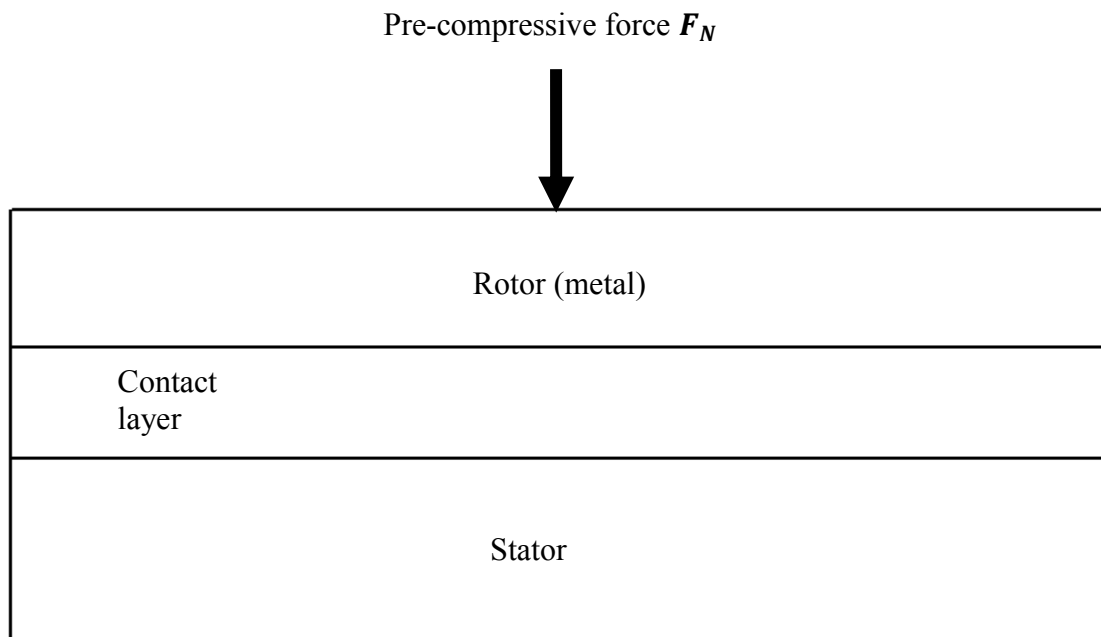 Pre-compressive force F_N
Rotor (metal)
Contact
layer
Stator